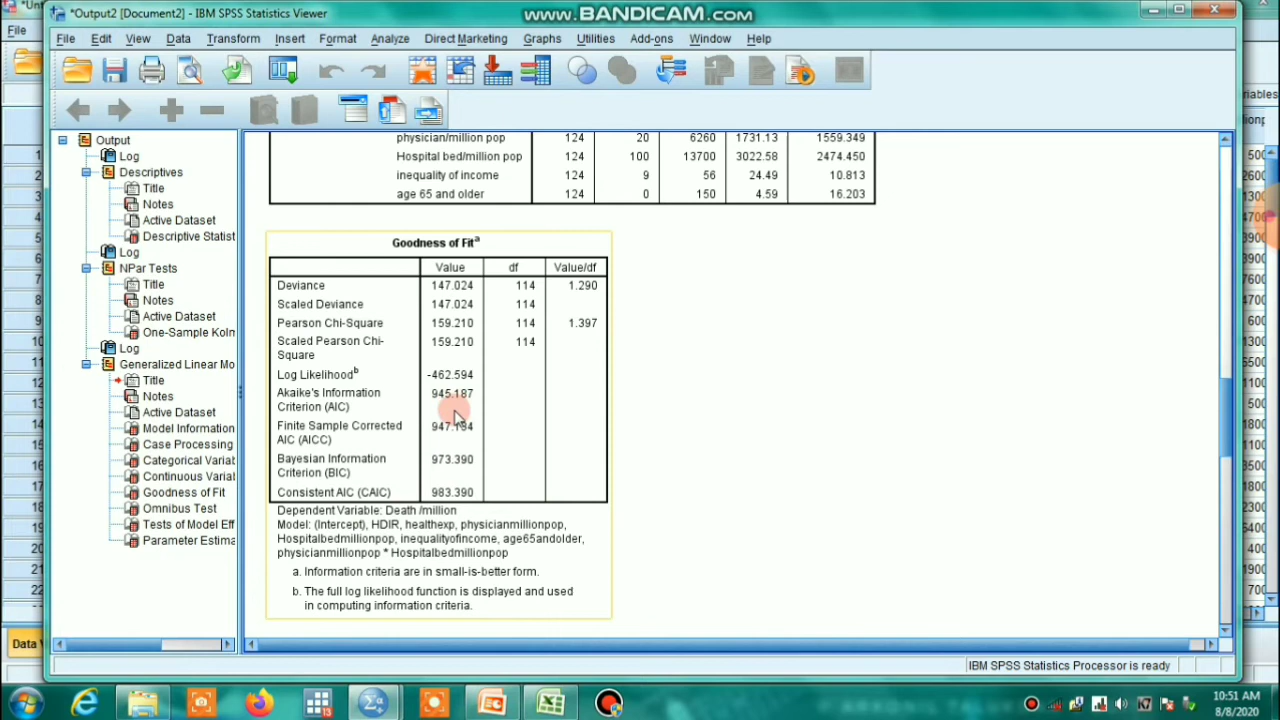 *Output2 [Document2] - IBM SPSS Statistics Viewer
www.BANDICAM.com
File
File Edit View Data Transform Insert Format Analyze Direct Marketing Graphs Utilities Add-ons Window Help
Output
Log
Descriptives
Title
Notes
Active Dataset
Descriptive Statist
Log
NPar Tests
Title
Notes
Active Dataset
One-Sample Kolm
Log
Generalized Linear Mo
Title
Notes
Active Dataset
Model Information
Case Processing
Categorical Variab
Continuous Variab
Goodness of Fit
Omnibus Test
Tests of Model Eff
Parameter Estima
physician/million pop 124 20 6260 1731.13 1559.349
Hospital bed/million pop 124 100 13700 3022.58 2474.450
inequality of income 124 9 56 24.49 10.813
age 65 and older 124 0 150 4.59 16.203
Goodness of Fit a
Value df Value/df
Deviance 147.024 114 1.290
Scaled Deviance 147.024 114
Pearson Chi-Square 159.210 114 1.397
Scaled Pearson Chi- 159.210 114
Square
Log Likelihood b -462.594
Akaike's Information 945.187
Criterion (AIC)
Finite Sample Corrected
AIC (AICC)
Bayesian Information 973.390
Criterion (BIC)
Consistent AIC (CAIC) 983.390
Dependent Variable: Death /million
Model: (Intercept), HDIR, healthexp, physicianmillionpop,
Hospitalbedmillionpop, inequalityofincome, age65andolder,
physicianmillionpop * Hospitalbedmillionpop
a. Information criteria are in small-is-better form.
b. The full log likelihood function is displayed and used
in computing information criteria.
IBM SPSS Statistics Processor is ready
10:51 AM
8/8/2020